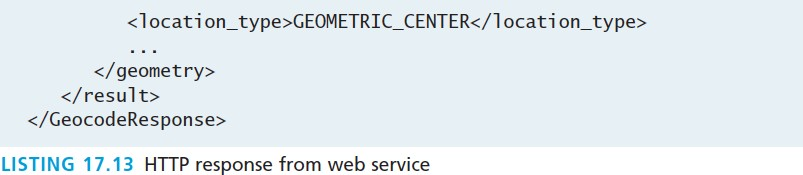 <location_type>GEOMETRIC_CENTER</location_type>
...
</geometry>
</result>
</GeocodeResponse>
LISTING 17.13 HTTP response from web service